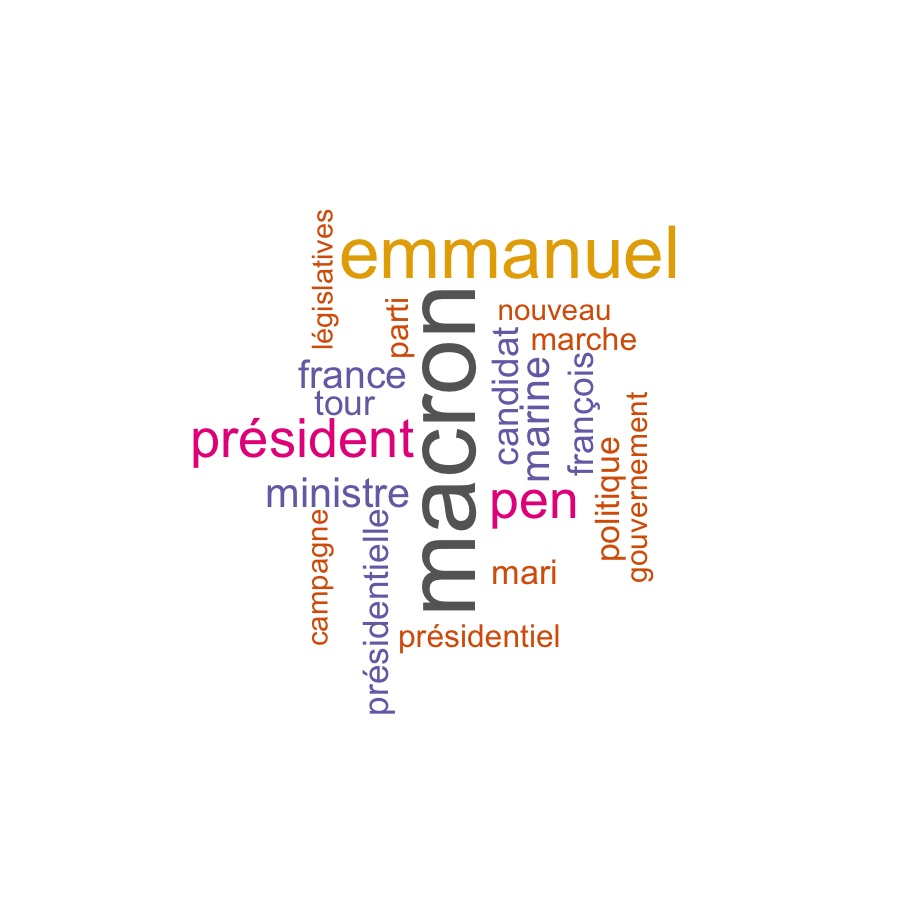 législatives
emmanuel
parti
macron
nouveau
marche
candidat
marine
françois
france
tour
président
ministre
pen
politique
gouvernement
campagne
présidentielle
mari
présidentiel